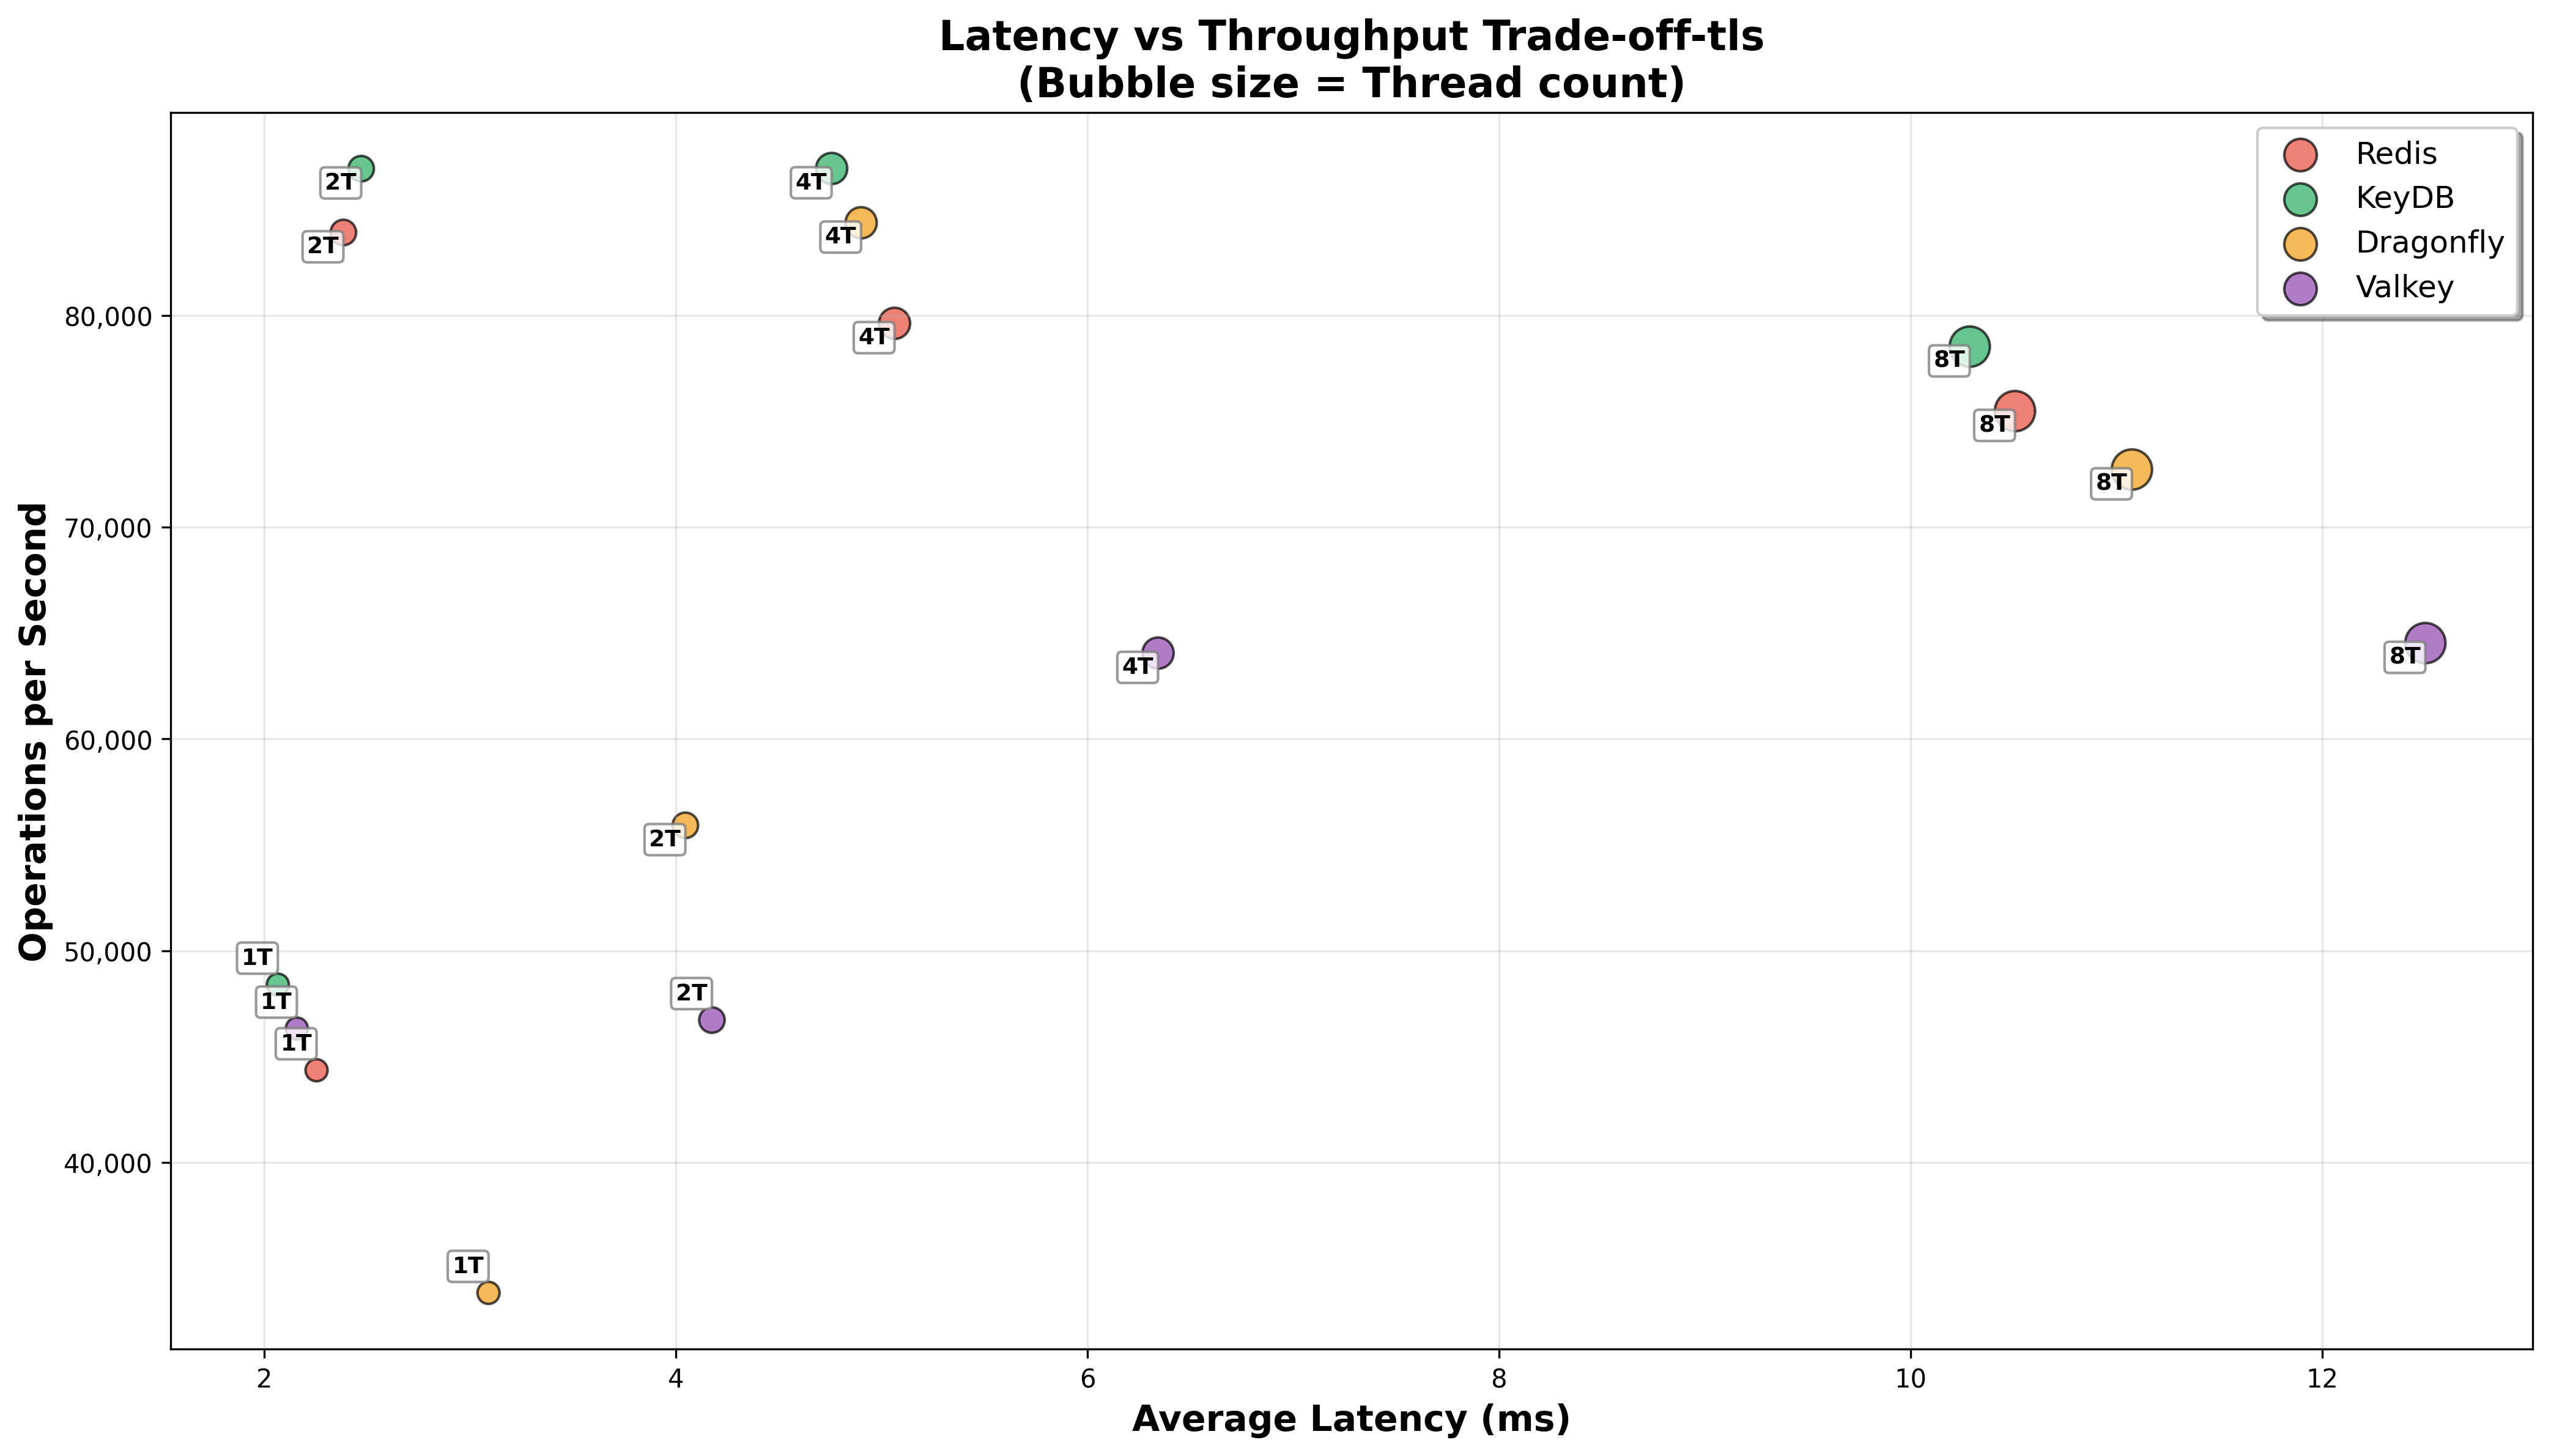 Latency vs Throughput Trade-off-tls
(Bubble size = Thread count)
Redis
KeyDB
Dragonfly
Valkey
Operations per Second
80,000
70,000
60,000
50,000
40,000
2T
2T
4T
4T
4T
8T
8T
8T
4T
8T
2T
1T
1T
1T
2T
1T
2
4
6
8
10
12
Average Latency (ms)